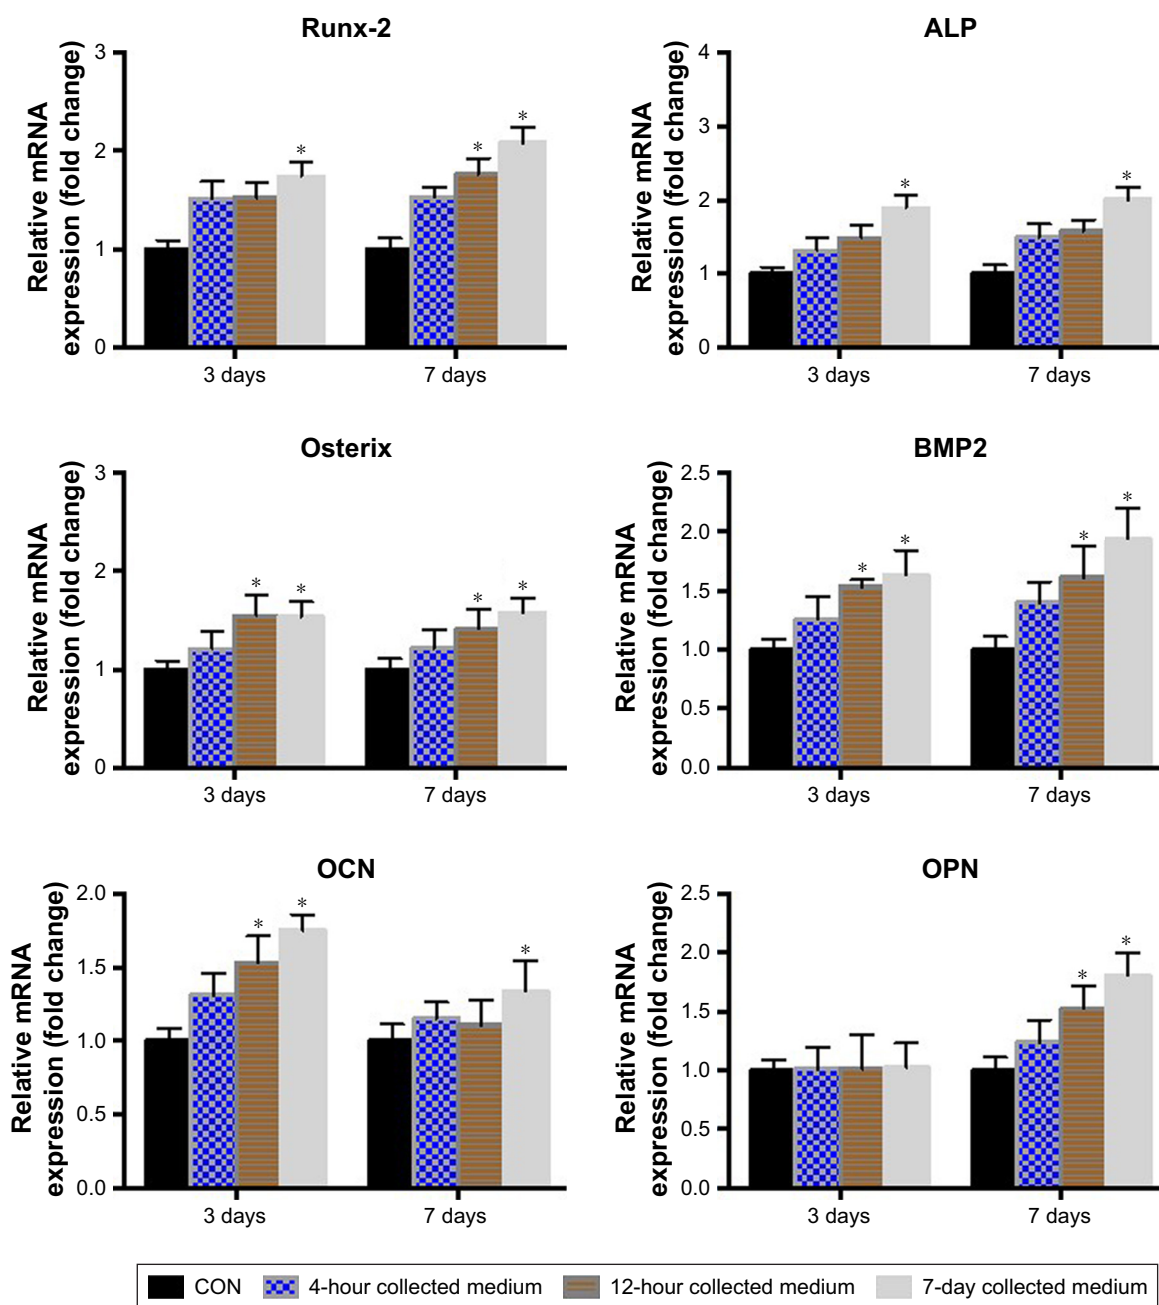 Runx-2
Relative mRNA
expression (fold change)
3
2
1
0
*
*
*
3 days
7 days
ALP
Relative mRNA
expression (fold change)
4
3
2
1
0
*
*
3 days
7 days
Osterix
Relative mRNA
expression (fold change)
3
2
1
0
*
*
*
*
3 days
7 days
BMP2
Relative mRNA
expression (fold change)
2.5
2.0
1.5
1.0
0.5
0.0
*
*
*
*
3 days
7 days
OCN
Relative mRNA
expression (fold change)
2.0
1.5
1.0
0.5
0.0
*
*
*
3 days
7 days
OPN
Relative mRNA
expression (fold change)
2.5
2.0
1.5
1.0
0.5
0.0
*
*
3 days
7 days
CON 4-hour collected medium 12-hour collected medium 7-day collected medium